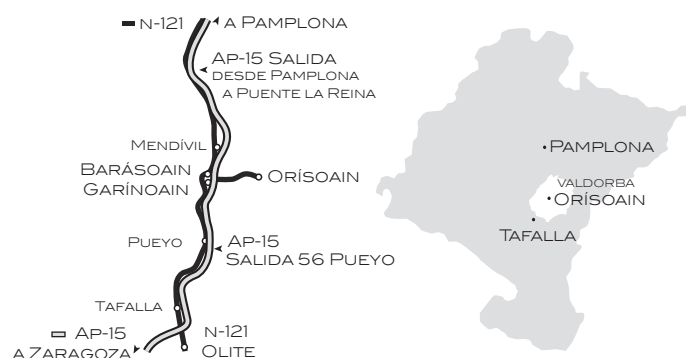 N-121
A PAMPLONA
AP-15 SALIDA
DESDE PAMPLONA
A PUENTE LA REINA
MENDÍVIL
BARÁSOAIN
GARÍNOAIN
ORÍSOAIN
PUEYO
AP-15
SALIDA 56 PUEYO
TAFALLA
AP-15
A ZARAGOZA
N-121
OLITE
PAMPLONA
VALDORBA
ORÍSOAIN
TAFALLA